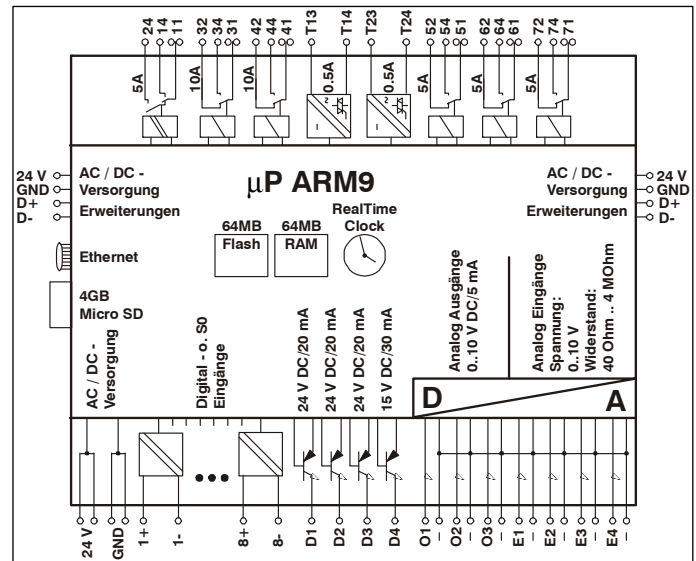 24 14 11 32 34 31 42 44 41 T13 T14 T23 T24 52 54 51 62 64 61 72 74 71
5A 10A 10A 0.5A 0.5A 5A 5A 5A
24 V
GND
D+
D-
AC / DC -
Versorgung
Erweiterungen
µP ARM9
AC / DC -
Versorgung
Erweiterungen
24 V
GND
D+
D-
64MB
Flash
64MB
RAM
RealTime
Clock
Ethernet
4GB
Micro SD
AC / DC -
Versorgung
Digital - o. S0
Eingänge
24 V DC/20 mA
24 V DC/20 mA
24 V DC/20 mA
15 V DC/30 mA
Analog Ausgänge
0..10 V DC/5 mA
Analog Eingänge
Spannung:
0..10 V
Widerstand:
40 Ohm .. 4 MOhm
D A
24 V GND 1+ 1- 8+ 8- D1 D2 D3 D4 O1 – O2 – O3 – E1 – E2 – E3 – E4 –